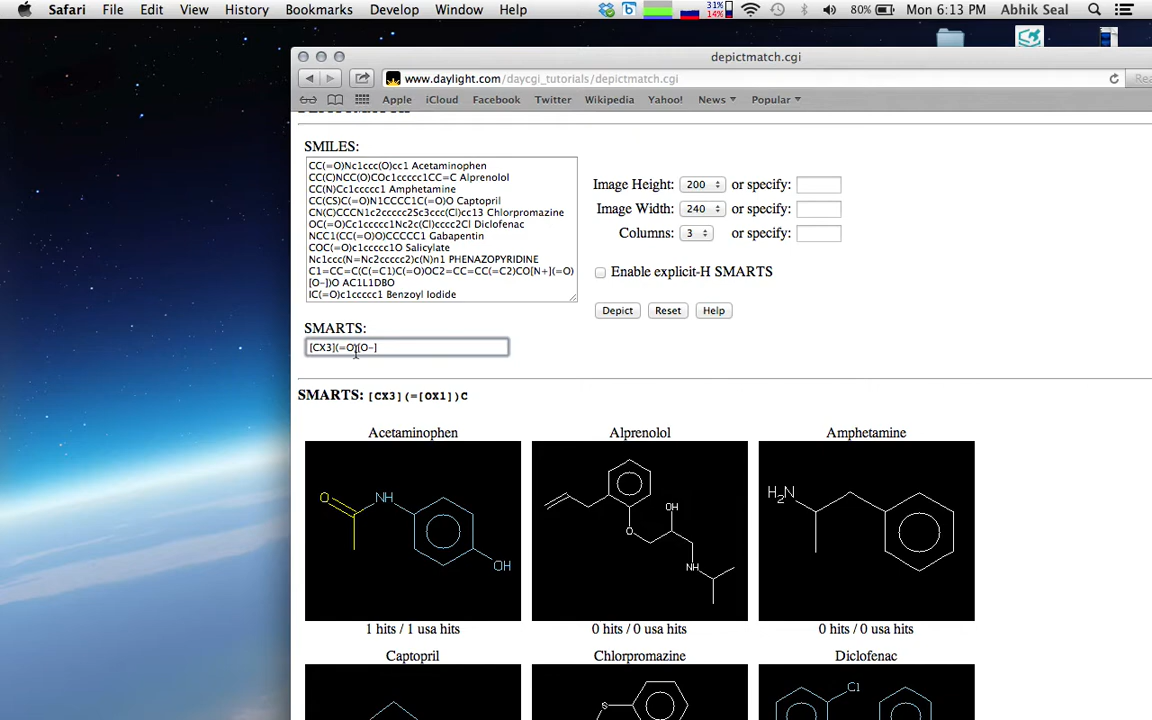 Safari File Edit View History Bookmarks Develop Window Help 31% 14% 80% Mon 6:13 PM Abhik Seal
depictmatch.cgi
www.daylight.com/daycgi_tutorials/depictmatch.cgi
Apple iCloud Facebook Twitter Wikipedia Yahoo! News Popular
SMILES:
CC(=O)Nc1ccc(O)cc1 Acetaminophen
CC(C)NCC(O)COc1ccccc1CC=C Alprenolol
CC(N)Cc1ccccc1 Amphetamine
CC(CS)C(=O)N1CCCC1C(=O)O Captopril
CN(C)CCCN1c2ccccc2Sc3ccc(Cl)cc13 Chlorpromazine
OC(=O)Cc1ccccc1Nc2c(Cl)cccc2Cl Diclofenac
NCC1(CC(=O)O)CCCCC1 Gabapentin
COC(=O)c1ccccc1O Salicylate
Nc1ccc(N=Nc2ccccc2)c(N)n1 PHENAZOPYRIDINE
C1=CC=C(C(=C1)C(=O)OC2=CC=CC(=C2)CO[N+](=O)
[O-])O AC1L1DBO
IC(=O)c1ccccc1 Benzoyl Iodide
Image Height: 200 or specify:
Image Width: 240 or specify:
Columns: 3 or specify:
Enable explicit-H SMARTS
Depict Reset Help
SMARTS:
[CX3](=O)[O-]
SMARTS: [CX3](=[OX1])C
Acetaminophen Alprenolol Amphetamine
O NH OH
OH O NH
H2N
1 hits / 1 usa hits 0 hits / 0 usa hits 0 hits / 0 usa hits
Captopril Chlorpromazine Diclofenac
S Cl